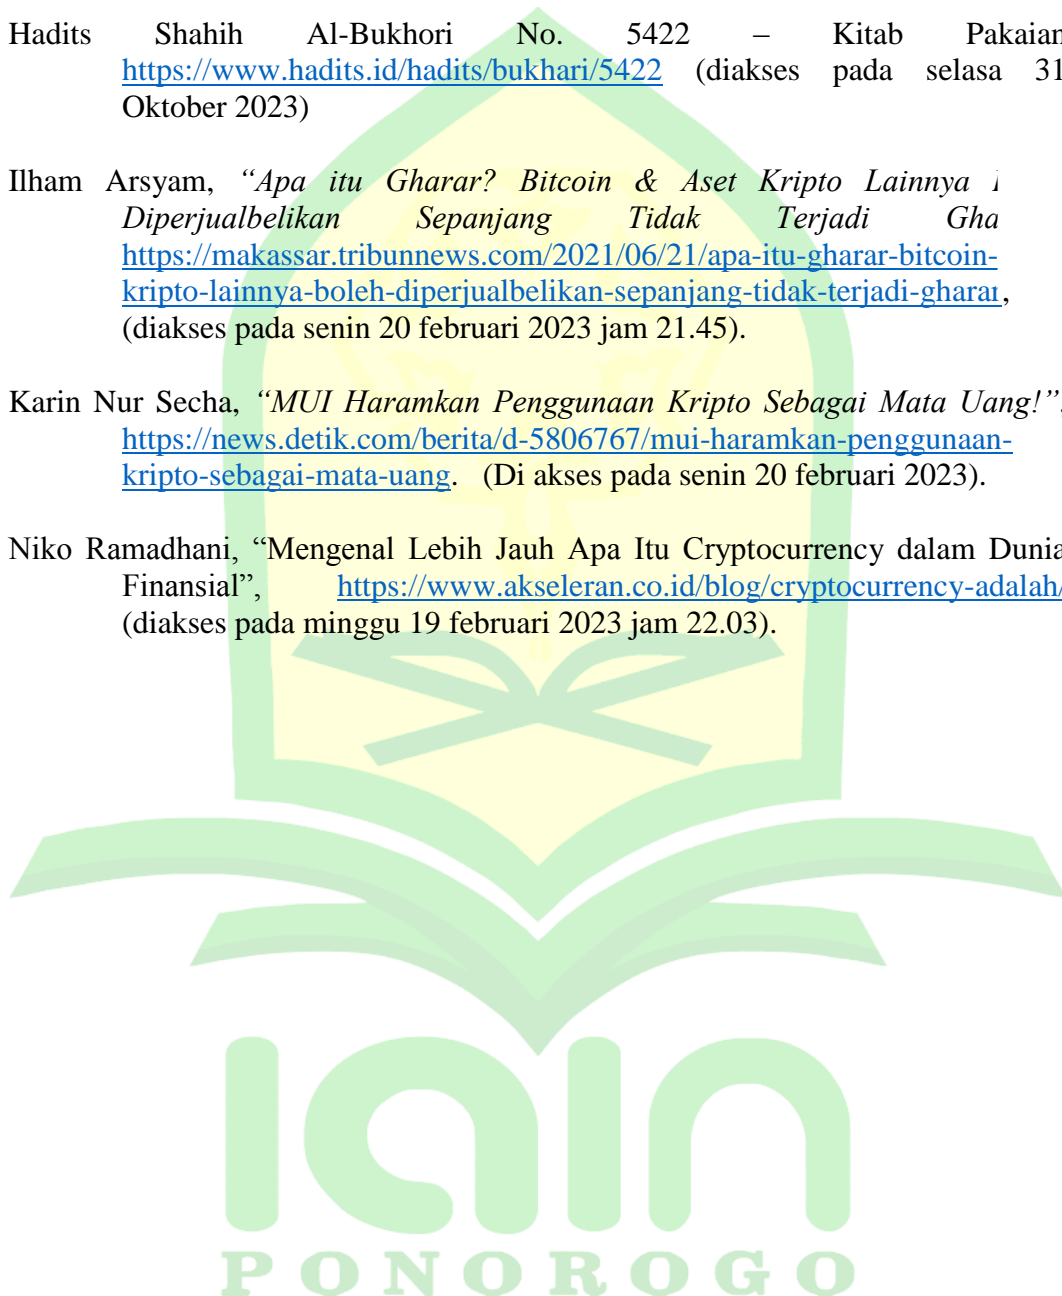 Hadits Shahih Al-Bukhori No. 5422 – Kitab Pakaian
https://www.hadits.id/hadits/bukhari/5422 (diakses pada selasa 31
Oktober 2023)
Ilham Arsyam, “Apa itu Gharar? Bitcoin & Aset Kripto Lainnya
Diperjualbelikan Sepanjang Tidak Terjadi Gha
https://makassar.tribunnews.com/2021/06/21/apa-itu-gharar-bitcoin-
kripto-lainnya-boleh-diperjualbelikan-sepanjang-tidak-terjadi-gharar,
(diakses pada senin 20 februari 2023 jam 21.45).
Karin Nur Secha, “MUI Haramkan Penggunaan Kripto Sebagai Mata Uang!”,
https://news.detik.com/berita/d-5806767/mui-haramkan-penggunaan-
kripto-sebagai-mata-uang. (Di akses pada senin 20 februari 2023).
Niko Ramadhani, “Mengenal Lebih Jauh Apa Itu Cryptocurrency dalam Dunia
Finansial”, https://www.akseleran.co.id/blog/cryptocurrency-adalah/
(diakses pada minggu 19 februari 2023 jam 22.03).
IAIN
PONOROGO